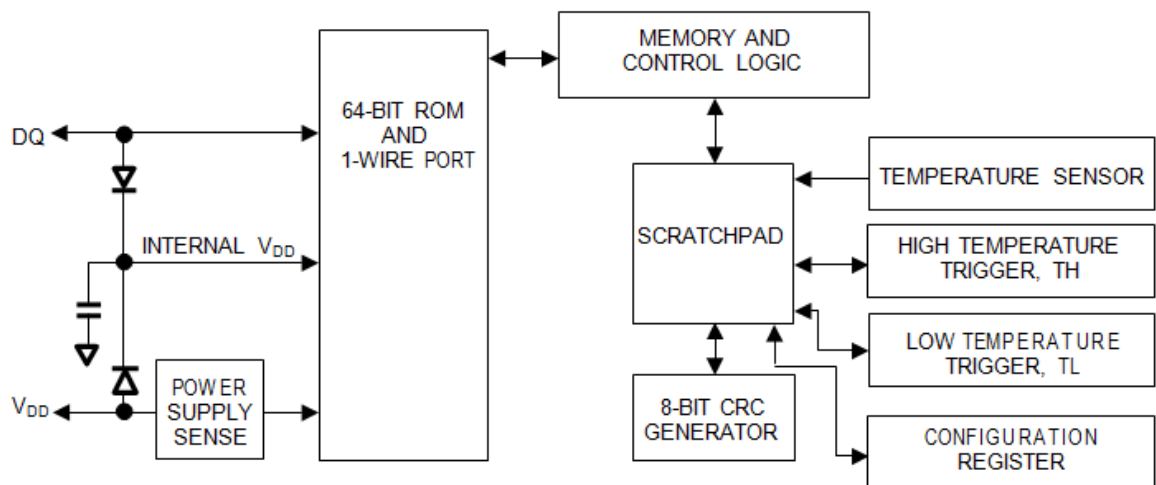 MEMORY AND
CONTROL LOGIC
64-BIT ROM
AND
1-WIRE PORT
DQ
INTERNAL VDD
VDD
POWER
SUPPLY
SENSE
SCRATCHPAD
8-BIT CRC
GENERATOR
TEMPERATURE SENSOR
HIGH TEMPERATURE
TRIGGER, TH
LOW TEMPERATURE
TRIGGER, TL
CONFIGURATION
REGISTER